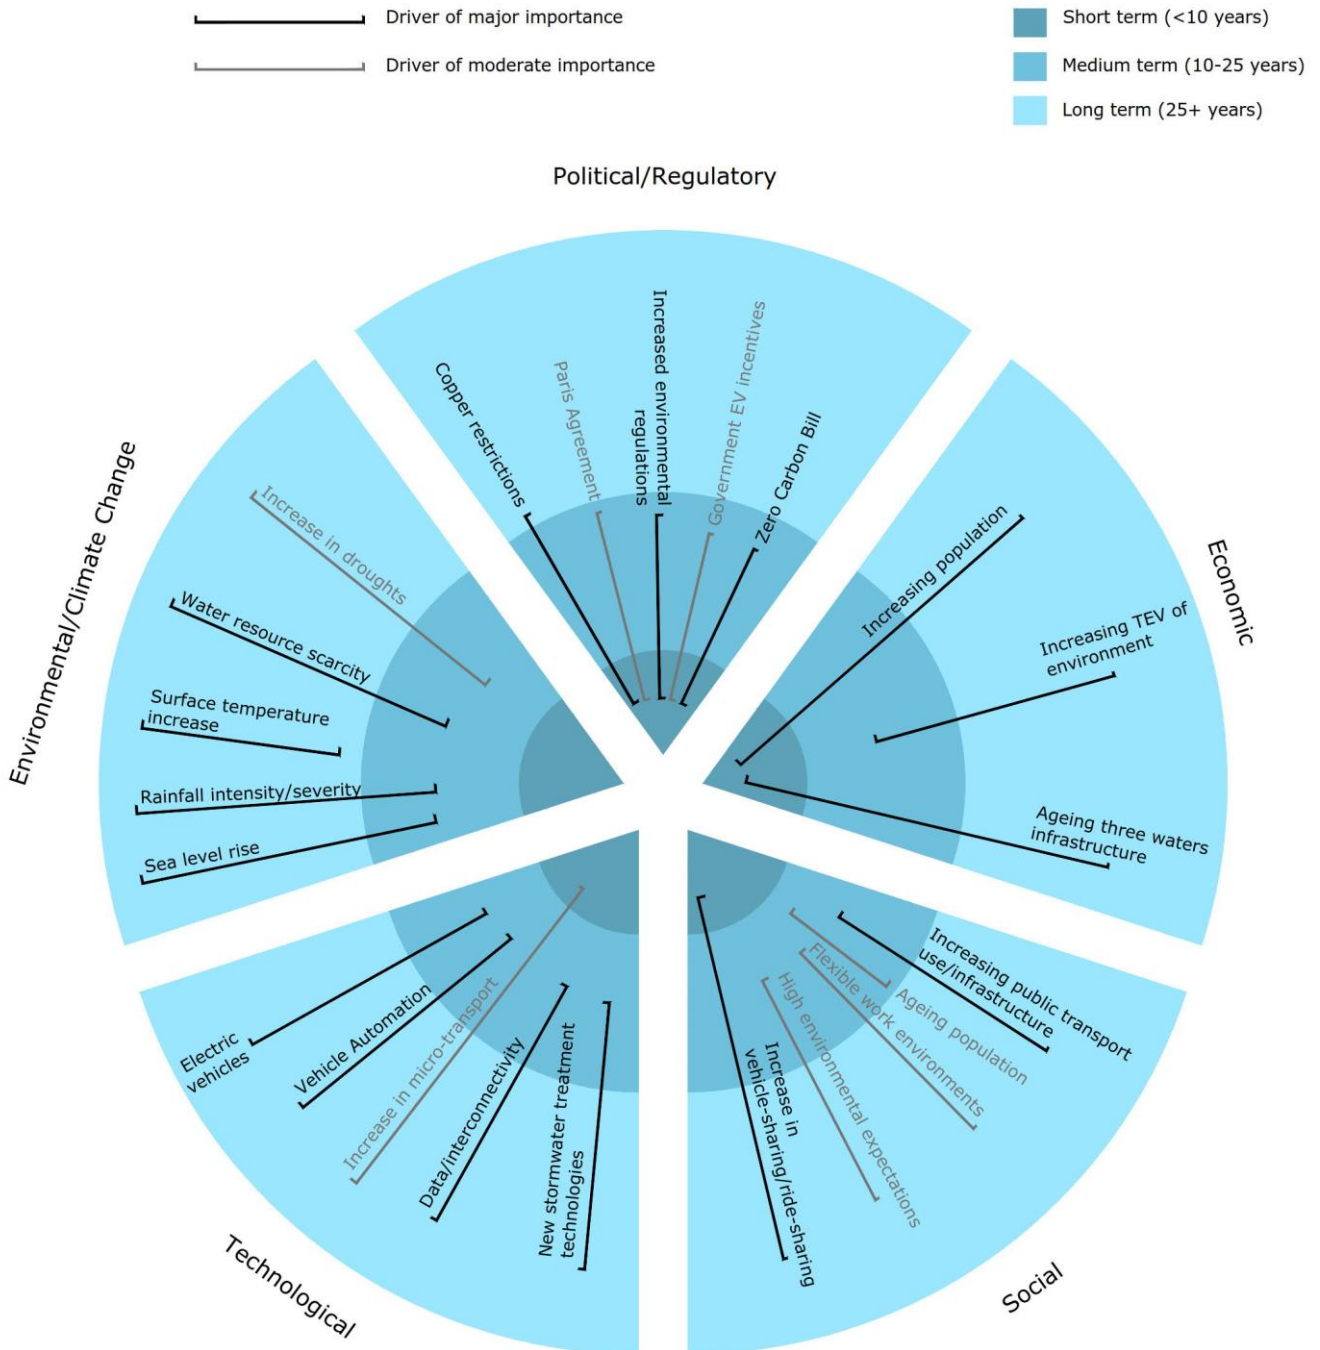 Driver of major importance
Driver of moderate importance
Short term (<10 years)
Medium term (10-25 years)
Long term (25+ years)
Political/Regulatory
Copper restrictions
Paris Agreement
Increased environmental
regulations
Government EV incentives
Zero Carbon Bill
Economic
Increasing population
Increasing TEV of
environment
Ageing three waters
infrastructure
Social
Increasing public transport
use/infrastructure
Ageing population
Flexible work environments
High environmental expectations
Increase in
vehicle-sharing/ride-sharing
Technological
New stormwater treatment
technologies
Data/interconnectivity
Increase in micro-transport
Vehicle Automation
Electric
vehicles
Environmental/Climate Change
Sea level rise
Rainfall intensity/severity
Surface temperature
increase
Water resource scarcity
Increase in droughts